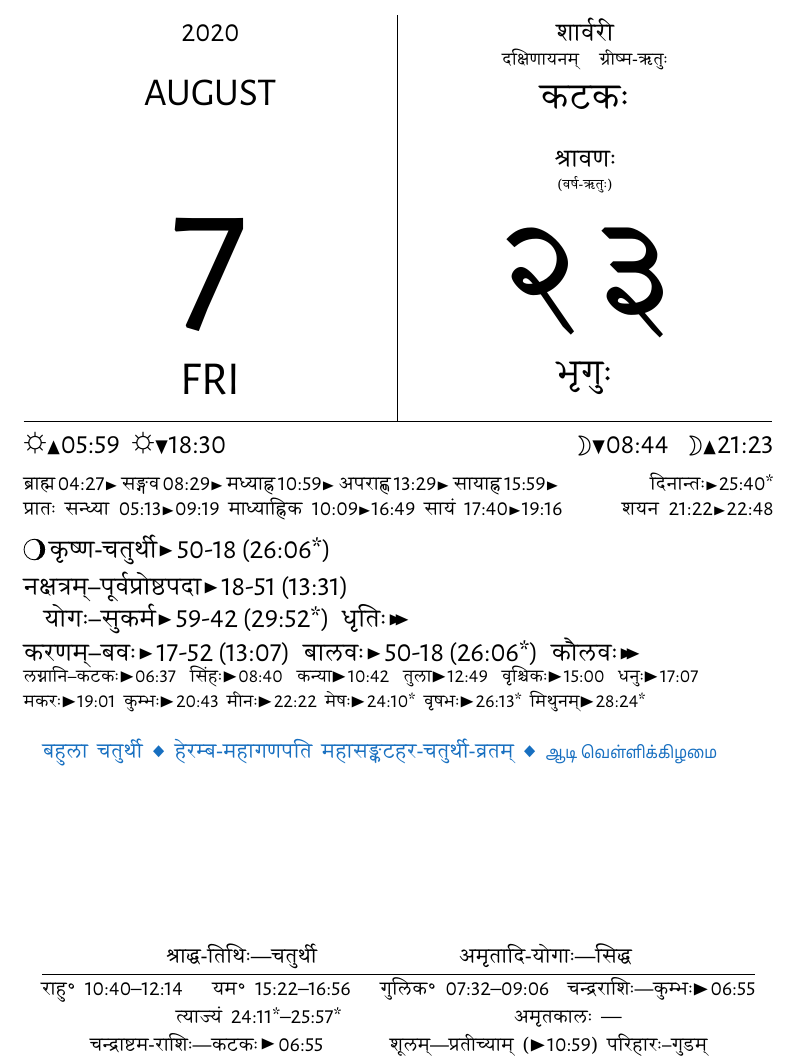 2020
AUGUST
7
FRI
शार्वरी
दक्षिणायनम् ग्रीष्म-ऋतुः
कटकः
श्रावणः
(वर्ष-ऋतुः)
२३
भृगुः
☼▲05:59 ☼▼18:30 ☽▼08:44 ☽▲21:23
ब्राह्म 04:27► सङ्गव 08:29► मध्याह्न 10:59► अपराह्ण 13:29► सायाह्न 15:59► दिनान्तः►25:40*
प्रातः सन्ध्या 05:13►09:19 माध्याह्निक 10:09►16:49 सायं 17:40►19:16 शयन 21:22►22:48
कृष्ण-चतुर्थी►50-18 (26:06*)
नक्षत्रम्–पूर्वप्रोष्ठपदा►18-51 (13:31)
योगः–सुकर्म►59-42 (29:52*) धृतिः►►
करणम्–बवः►17-52 (13:07) बालवः►50-18 (26:06*) कौलवः►►
लग्नानि–कटकः►06:37 सिंहः►08:40 कन्या►10:42 तुला►12:49 वृश्चिकः►15:00 धनुः►17:07
मकरः►19:01 कुम्भः►20:43 मीनः►22:22 मेषः►24:10* वृषभः►26:13* मिथुनम्►28:24*
बहुला चतुर्थी ♦ हेरम्ब-महागणपति महासङ्कटहर-चतुर्थी-व्रतम् ♦ ஆடி வெள்ளிக்கிழமை
श्राद्ध-तिथिः—चतुर्थी अमृतादि-योगाः—सिद्ध
राहु° 10:40–12:14 यम° 15:22–16:56 गुलिक° 07:32–09:06 चन्द्रराशिः—कुम्भः►06:55
त्याज्यं 24:11*–25:57* अमृतकालः —
चन्द्राष्टम-राशिः—कटकः►06:55 शूलम्—प्रतीच्याम् (►10:59) परिहारः–गुडम्